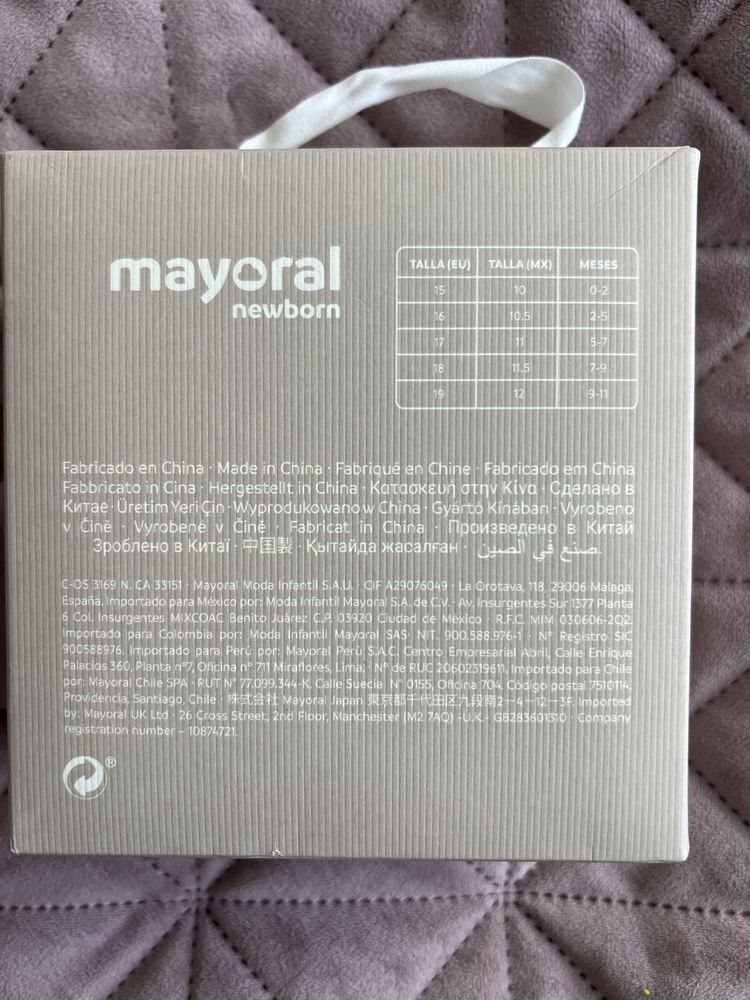 mayoral
newborn
TALLA (EU) TALLA (MX) MESES
15 10 0-2
16 10.5 2-5
17 11 5-7
18 11.5 7-9
19 12 9-11
Fabricado en China · Made in China · Fabriqué en Chine · Fabricado em China
Fabbricato in Cina · Hergestellt in China · Κατασκευή στην Κίνα · Сделано в
Китае · Üretim Yeri Çin · Wyprodukowano w China · Gyártó Kínában · Vyrobeno
v Čině · Vyrobené v Čině · Fabricat în China · Произведено в Китай
Зроблено в Китаї · 中国製 · Қытайда жасалған · صنع في الصين.
C-OS 3169 N. CA 33151 · Mayoral Moda Infantil S.A.U. · CIF A29076049 · La Orotava, 118, 29006 Málaga,
España, importado para México por: Moda Infantil Mayoral S.A. de C.V. · Av. Insurgentes Sur 1377 Planta
6 Col. Insurgentes MIXCOAC Benito Juárez C.P. 03920 Ciudad de México · R.F.C. MIM 030606-2Q2.
Importado para Colombia por: Moda Infantil Mayoral SAS· NIT. 900.588.976-1 · Nº Registro SIC
900588976. Importado para Perú por: Mayoral Perú S.A.C. Centro Empresarial Abril, Calle Enrique
Palacios 360, Planta nº7, Oficina nº 711 Miraflores, Lima. Nº de RUC 20602319611. Importado para Chile
por: Mayoral Chile SPA · RUT Nº 77.099.344-K, Calle Suecia Nº 0155, Oficina 704. Código postal 7510114.
Providencia, Santiago, Chile · 株式会社 Mayoral Japan 東京都千代田区九段南2-4-12-3F. Imported
by: Mayoral UK Ltd · 26 Cross Street, 2nd Floor, Manchester (M2 7AQ) -U.K.- GB283601310 · Company
registration number – 10874721.
®